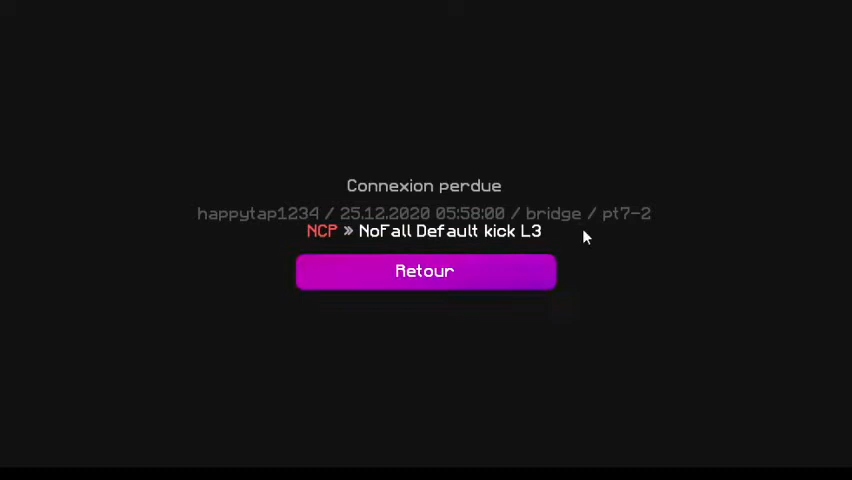 Connexion perdue
happytap1234 / 25.12.2020 05:58:00 / bridge / pt7-2
NCP » NoFall Default kick L3
Retour